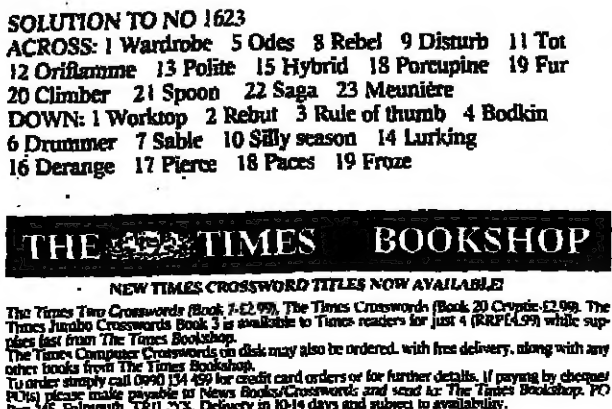 SOLUTION TO NO 1623
ACROSS: 1 Wardrobe 5 Odes 8 Rebel 9 Disturb 11 Tot
12 Oriflamme 13 Polite 15 Hybrid 18 Porcupine 19 Fur
20 Climber 21 Spoon 22 Saga 23 Meunière
DOWN: 1 Worktop 2 Rebut 3 Rule of thumb 4 Bodkin
6 Drummer 7 Sable 10 Silly season 14 Lurking
16 Derange 17 Pierce 18 Paces 19 Froze
THE TIMES BOOKSHOP
NEW TIMES CROSSWORD TITLES NOW AVAILABLE!
The Times Two Crosswords (Book 7-£2.99), The Times Crosswords (Book 20 Cryptic-£2.99). The
Times Jumbo Crosswords Book 3 is available to Times readers for just 4 (RRP£4.99) while sup-
plies last from The Times Bookshop.
The Times Computer Crosswords on disk may also be ordered, with free delivery, along with any
other books from The Times Bookshop.
To order simply call 0990 134 459 for credit card orders or for further details. If paying by cheque/
PO(s) please make payable to News Books/Crosswords and send to: The Times Bookshop, PO
345, Falmouth, Delivery in 10-14 days and subject to availability.